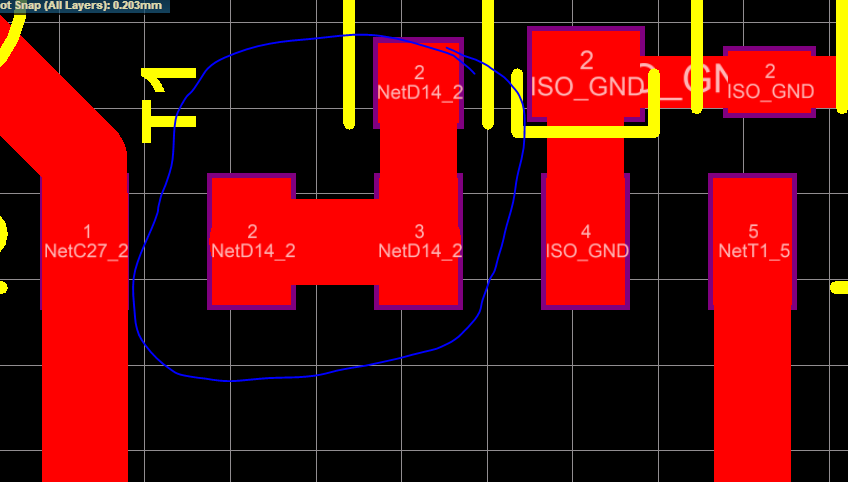 ot Snap (All Layers): 0.203mm
T1
2
NetD14_2
2
ISO_GND
2
ISO_GND
1
NetC27_2
2
NetD14_2
3
NetD14_2
4
ISO_GND
5
NetT1_5